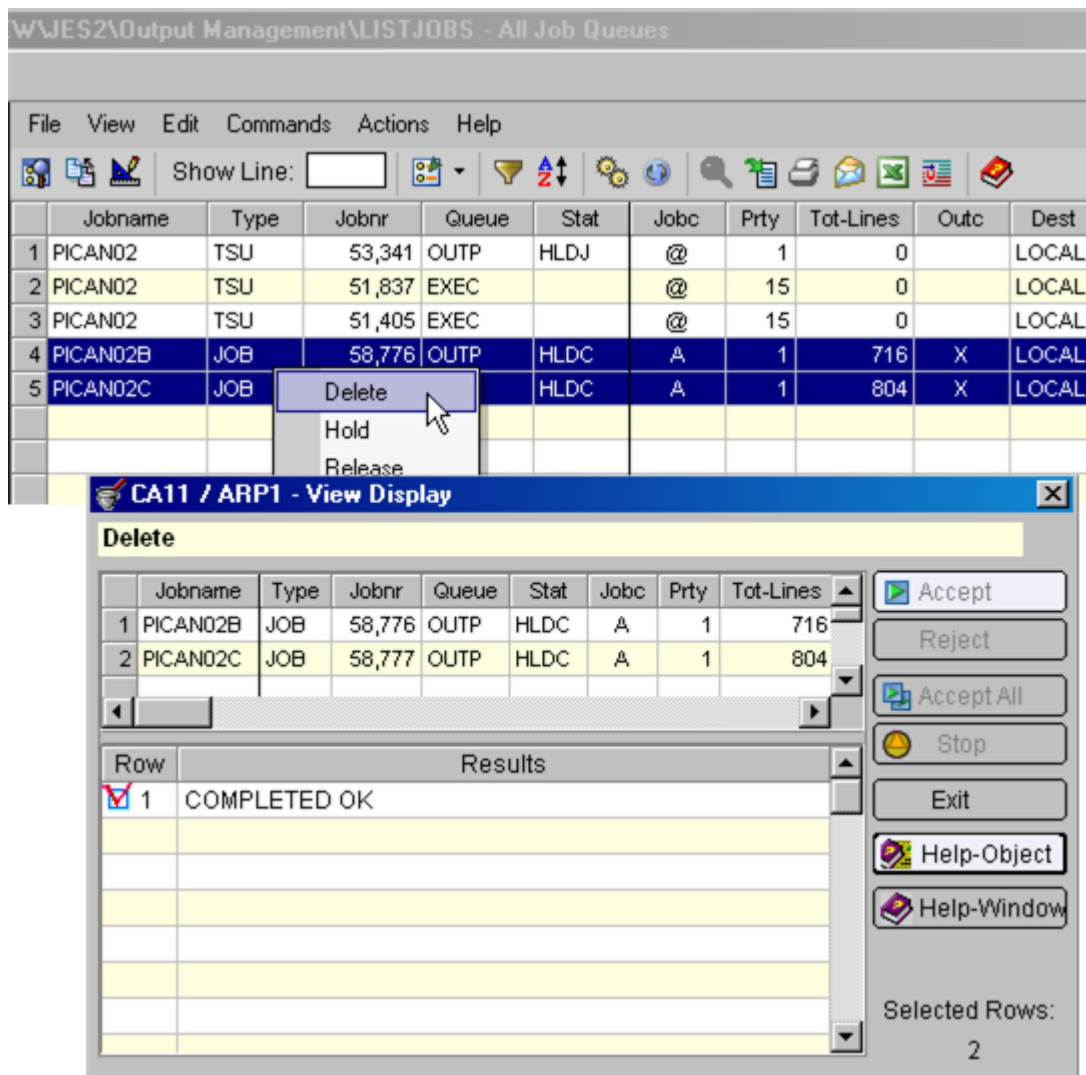 W\JES2\Output Management\LISTJOBS - All Job Queues
File View Edit Commands Actions Help
Show Line:
Jobname Type Jobnr Queue Stat Jobc Prty Tot-Lines Outc Dest
1 PICAN02 TSU 53,341 OUTP HLDJ @ 1 0 LOCAL
2 PICAN02 TSU 51,837 EXEC @ 15 0 LOCAL
3 PICAN02 TSU 51,405 EXEC @ 15 0 LOCAL
4 PICAN02B JOB 58,776 OUTP HLDC A 1 716 X LOCAL
5 PICAN02C JOB HLDC A 1 804 X LOCAL
Delete
Hold
Release
CA11 / ARP1 - View Display
Delete
Jobname Type Jobnr Queue Stat Jobc Prty Tot-Lines
1 PICAN02B JOB 58,776 OUTP HLDC A 1 716
2 PICAN02C JOB 58,777 OUTP HLDC A 1 804
Row Results
1 COMPLETED OK
Accept
Reject
Accept All
Stop
Exit
Help-Object
Help-Window
Selected Rows:
2